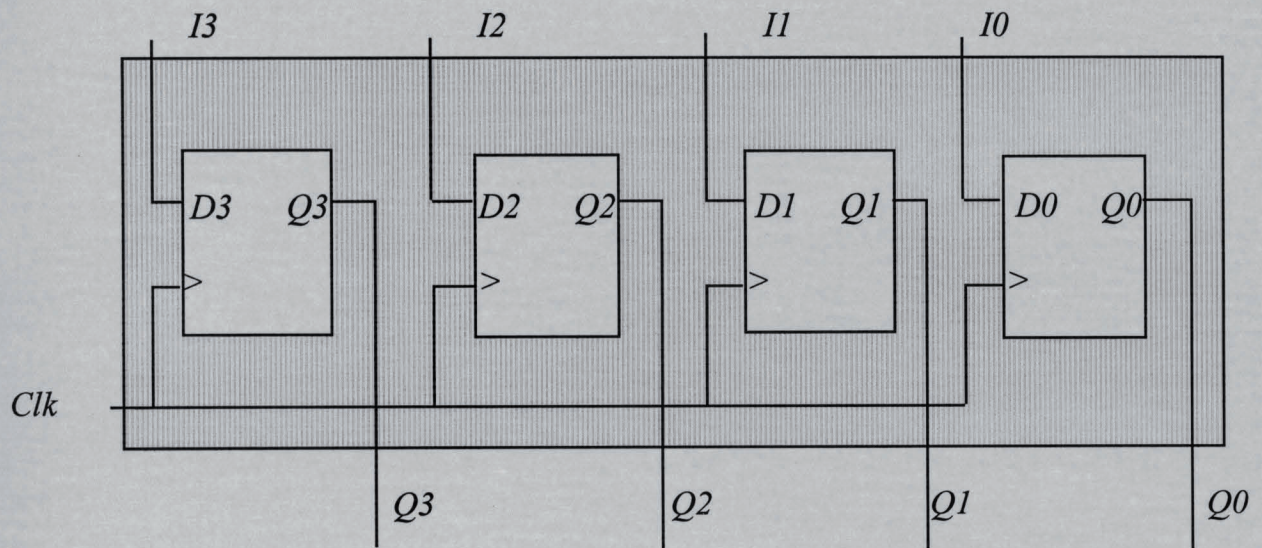 I3 I2 I1 I0
D3 Q3 D2 Q2 D1 Q1 D0 Q0
> > > >
Clk
Q3 Q2 Q1 Q0